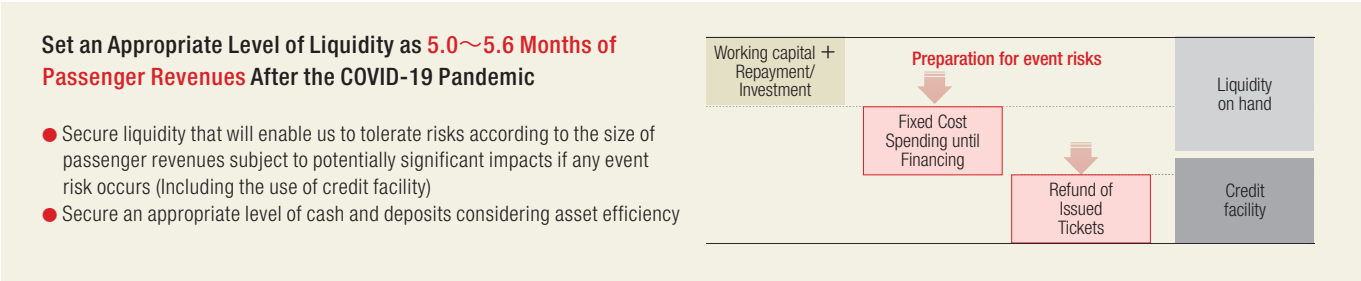 Set an Appropriate Level of Liquidity as 5.0～5.6 Months of
Passenger Revenues After the COVID-19 Pandemic
● Secure liquidity that will enable us to tolerate risks according to the size of
passenger revenues subject to potentially significant impacts if any event
risk occurs (Including the use of credit facility)
● Secure an appropriate level of cash and deposits considering asset efficiency
Working capital +
Repayment/
Investment
Preparation for event risks
Fixed Cost
Spending until
Financing
Refund of
Issued
Tickets
Liquidity
on hand
Credit
facility